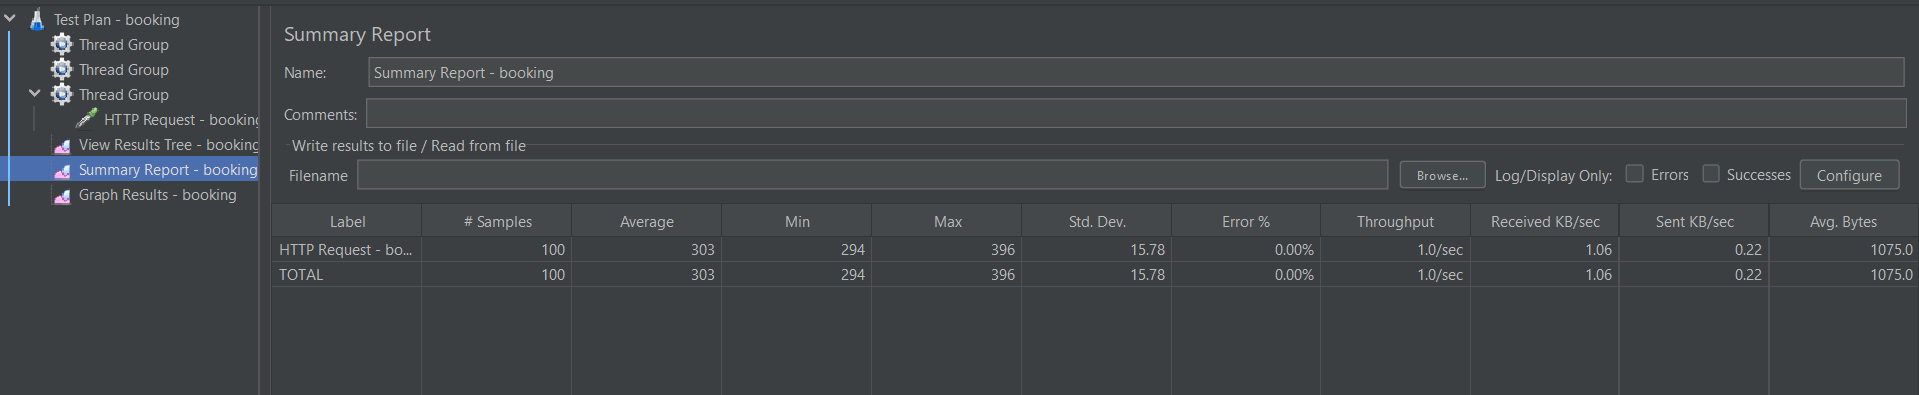 Test Plan - booking
Thread Group
Thread Group
Thread Group
HTTP Request - booking
View Results Tree - booking
Summary Report - booking
Graph Results - booking
Summary Report
Name: Summary Report - booking
Comments:
Write results to file / Read from file
Filename Browse... Log/Display Only: Errors Successes Configure
Label # Samples Average Min Max Std. Dev. Error % Throughput Received KB/sec Sent KB/sec Avg. Bytes
HTTP Request - bo... 100 303 294 396 15.78 0.00% 1.0/sec 1.06 0.22 1075.0
TOTAL 100 303 294 396 15.78 0.00% 1.0/sec 1.06 0.22 1075.0